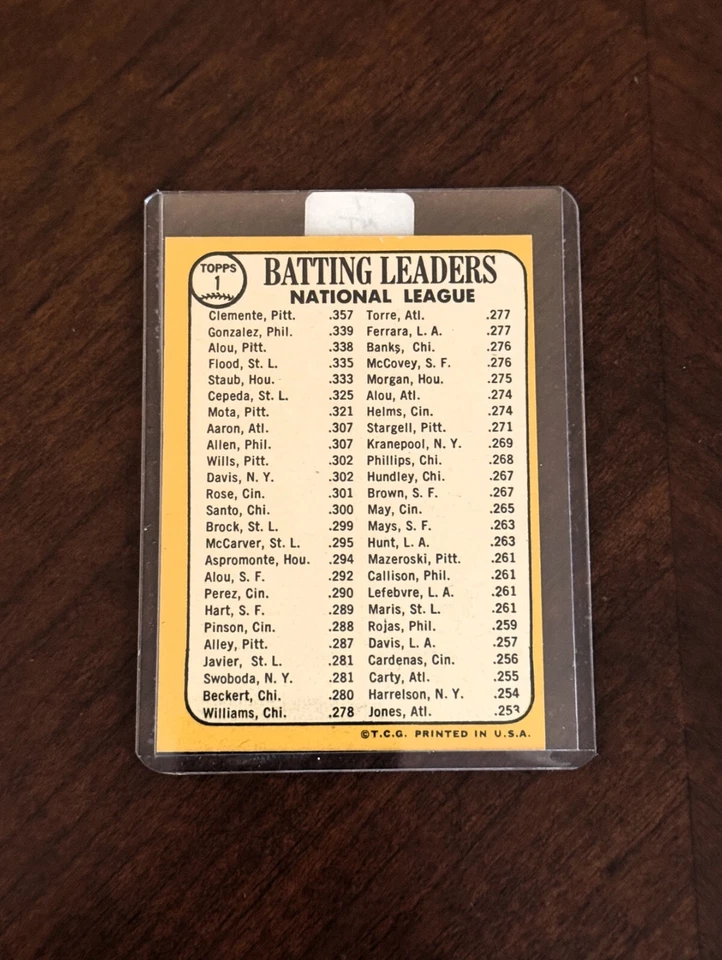 TOPPS
1
BATTING LEADERS
NATIONAL LEAGUE
Clemente, Pitt. .357 Torre, Atl. .277
Gonzalez, Phil. .339 Ferrara, L. A. .277
Alou, Pitt. .338 Banks, Chi. .276
Flood, St. L. .335 McCovey, S. F. .276
Staub, Hou. .333 Morgan, Hou. .275
Cepeda, St. L. .325 Alou, Atl. .274
Mota, Pitt. .321 Helms, Cin. .274
Aaron, Atl. .307 Stargell, Pitt. .271
Allen, Phil. .307 Kranepool, N. Y. .269
Wills, Pitt. .302 Phillips, Chi. .268
Davis, N. Y. .302 Hundley, Chi. .267
Rose, Cin. .301 Brown, S. F. .267
Santo, Chi. .300 May, Cin. .265
Brock, St. L. .299 Mays, S. F. .263
McCarver, St. L. .295 Hunt, L. A. .263
Aspromonte, Hou. .294 Mazeroski, Pitt. .261
Alou, S. F. .292 Callison, Phil. .261
Perez, Cin. .290 Lefebvre, L. A. .261
Hart, S. F. .289 Maris, St. L. .261
Pinson, Cin. .288 Rojas, Phil. .259
Alley, Pitt. .287 Davis, L. A. .257
Javier, St. L. .281 Cardenas, Cin. .256
Swoboda, N. Y. .281 Carty, Atl. .255
Beckert, Chi. .280 Harrelson, N. Y. .254
Williams, Chi. .278 Jones, Atl. .253
©T.C.G. PRINTED IN U.S.A.